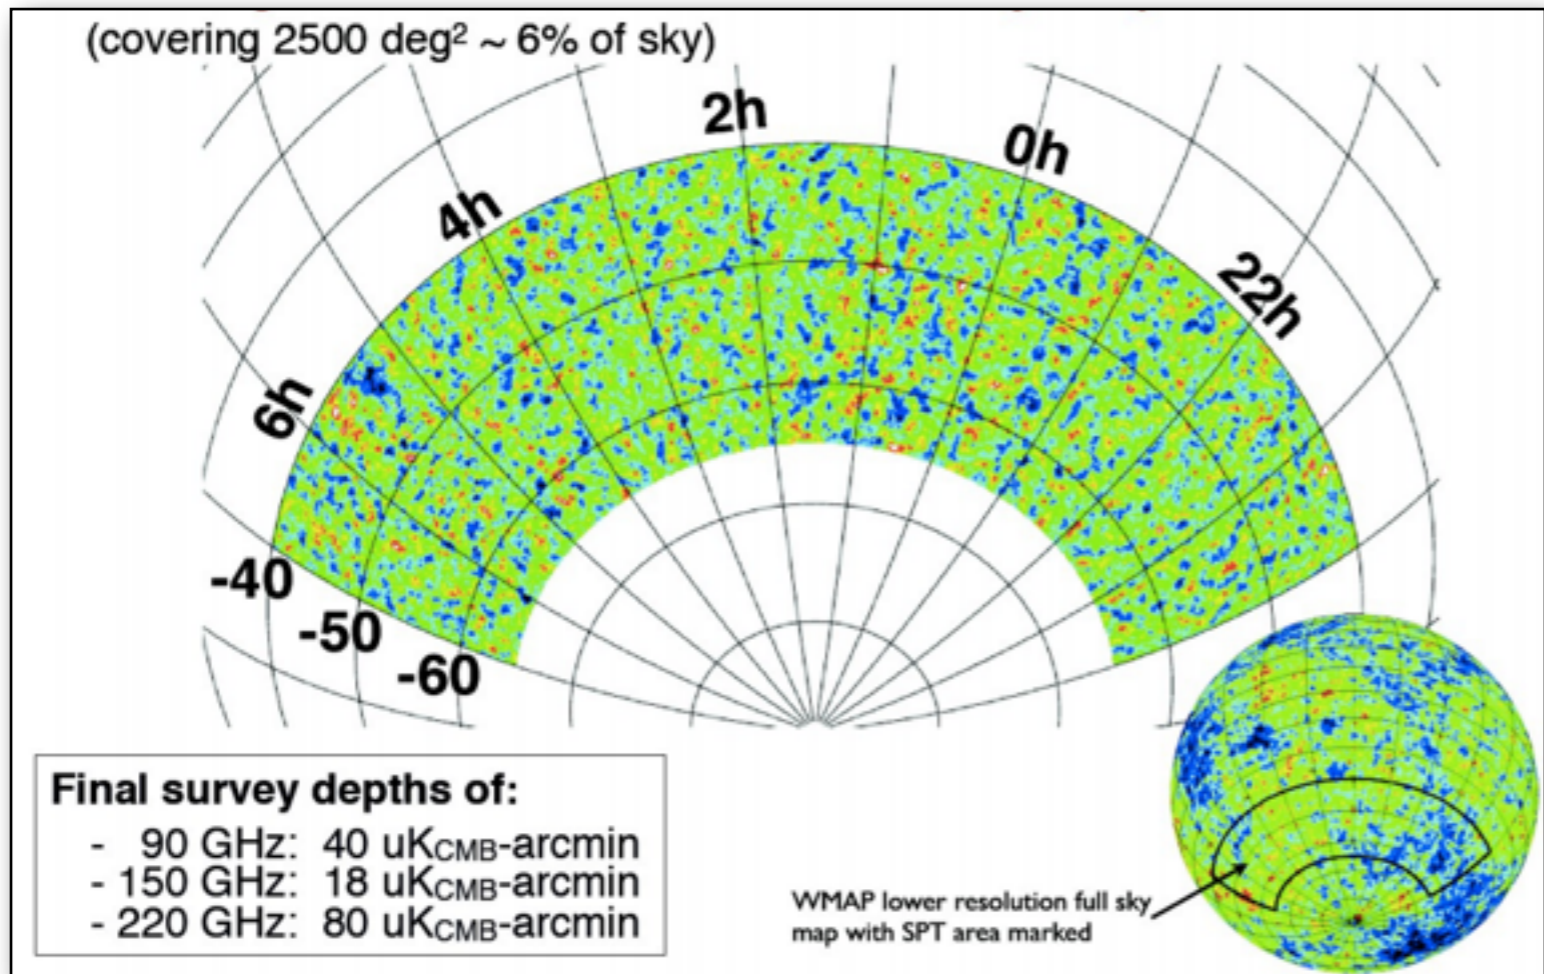 (covering 2500 deg² ~ 6% of sky)
2h
0h
4h
22h
6h
-40
-50
-60
Final survey depths of:
- 90 GHz: 40 uKCMB-arcmin
- 150 GHz: 18 uKCMB-arcmin
- 220 GHz: 80 uKCMB-arcmin
WMAP lower resolution full sky
map with SPT area marked